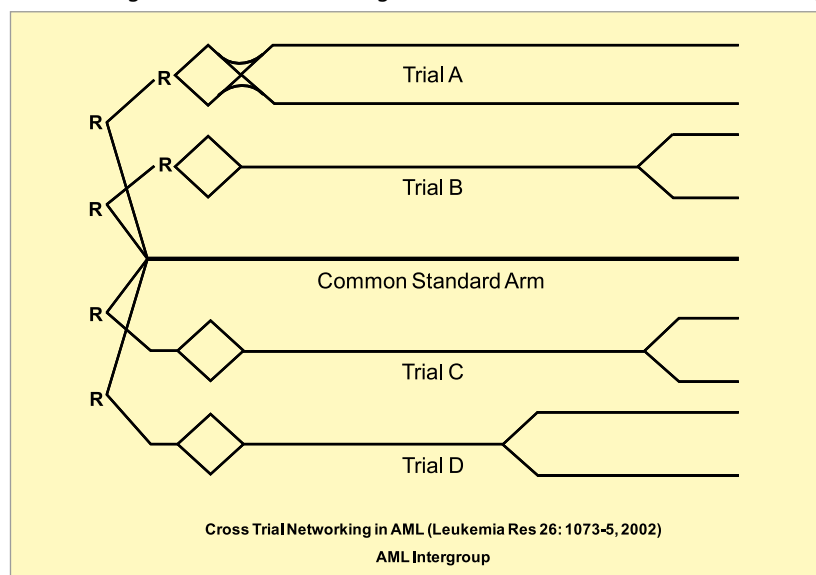 R
Trial A
R
R
Trial B
R
Common Standard Arm
R
Trial C
R
Trial D
Cross Trial Networking in AML (Leukemia Res 26: 1073-5, 2002)
AML Intergroup